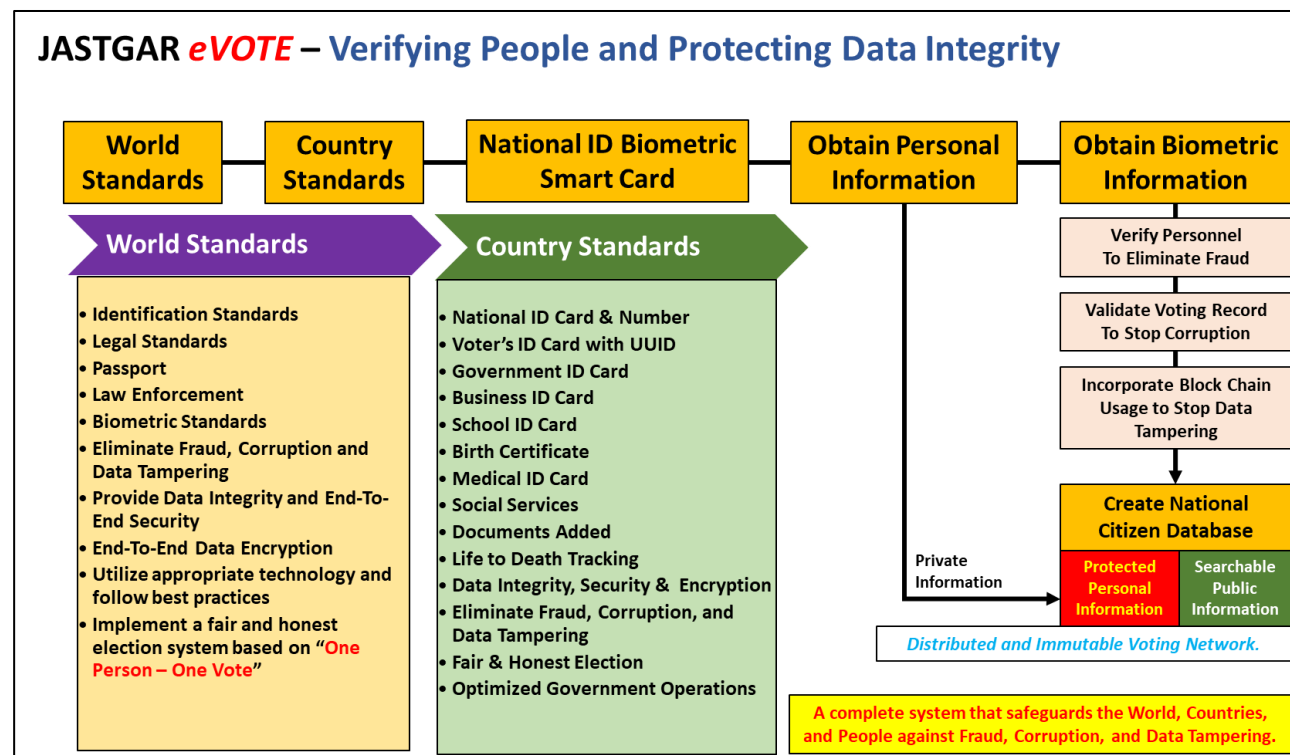 JASTGAR eVOTE – Verifying People and Protecting Data Integrity
World
Standards
Country
Standards
National ID Biometric
Smart Card
Obtain Personal
Information
Obtain Biometric
Information
World Standards
• Identification Standards
• Legal Standards
• Passport
• Law Enforcement
• Biometric Standards
• Eliminate Fraud, Corruption and
Data Tampering
• Provide Data Integrity and End-To-
End Security
• End-To-End Data Encryption
• Utilize appropriate technology and
follow best practices
• Implement a fair and honest
election system based on “One
Person – One Vote”
Country Standards
• National ID Card & Number
• Voter’s ID Card with UUID
• Government ID Card
• Business ID Card
• School ID Card
• Birth Certificate
• Medical ID Card
• Social Services
• Documents Added
• Life to Death Tracking
• Data Integrity, Security & Encryption
• Eliminate Fraud, Corruption, and
Data Tampering
• Fair & Honest Election
• Optimized Government Operations
Verify Personnel
To Eliminate Fraud
Validate Voting Record
To Stop Corruption
Incorporate Block Chain
Usage to Stop Data
Tampering
Create National
Citizen Database
Private
Information
Protected
Personal
Information
Searchable
Public
Information
Distributed and Immutable Voting Network.
A complete system that safeguards the World, Countries,
and People against Fraud, Corruption, and Data Tampering.